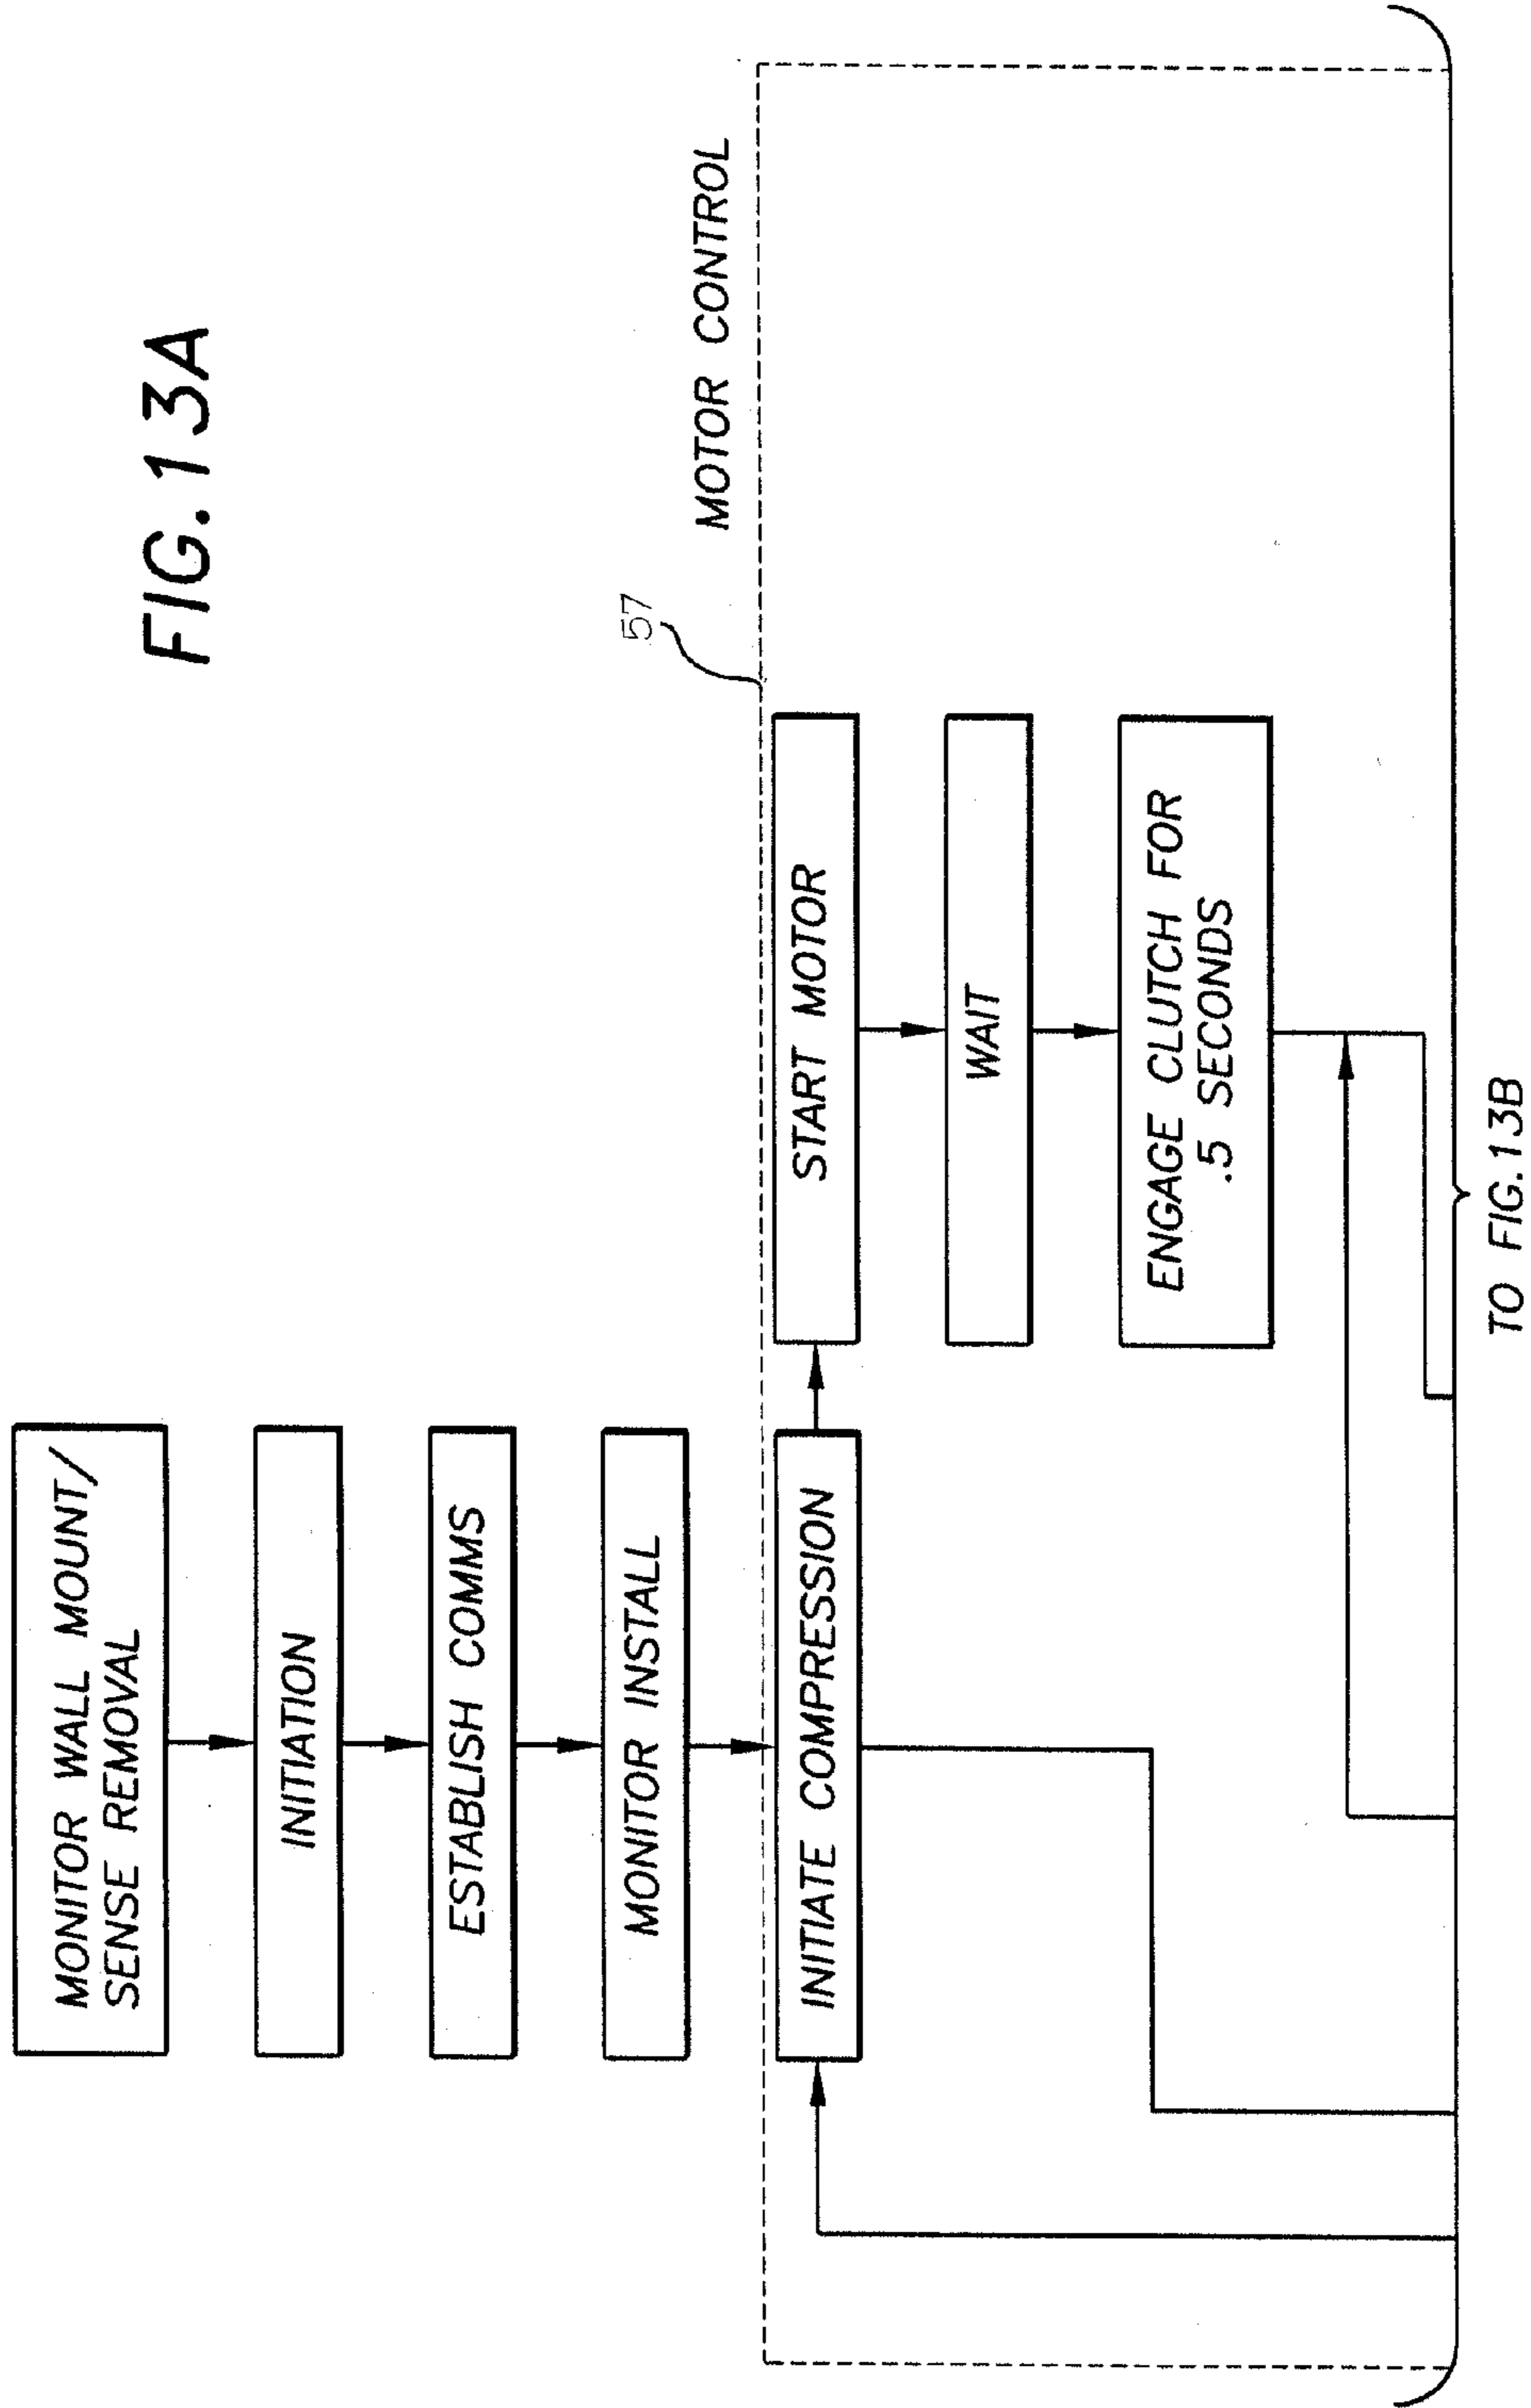 FIG. 13A
MONITOR WALL MOUNT/
SENSE REMOVAL
INITIATION
ESTABLISH COMMS
MONITOR INSTALL
57
MOTOR CONTROL
INITIATE COMPRESSION
START MOTOR
WAIT
ENGAGE CLUTCH FOR
.5 SECONDS
TO FIG. 13B